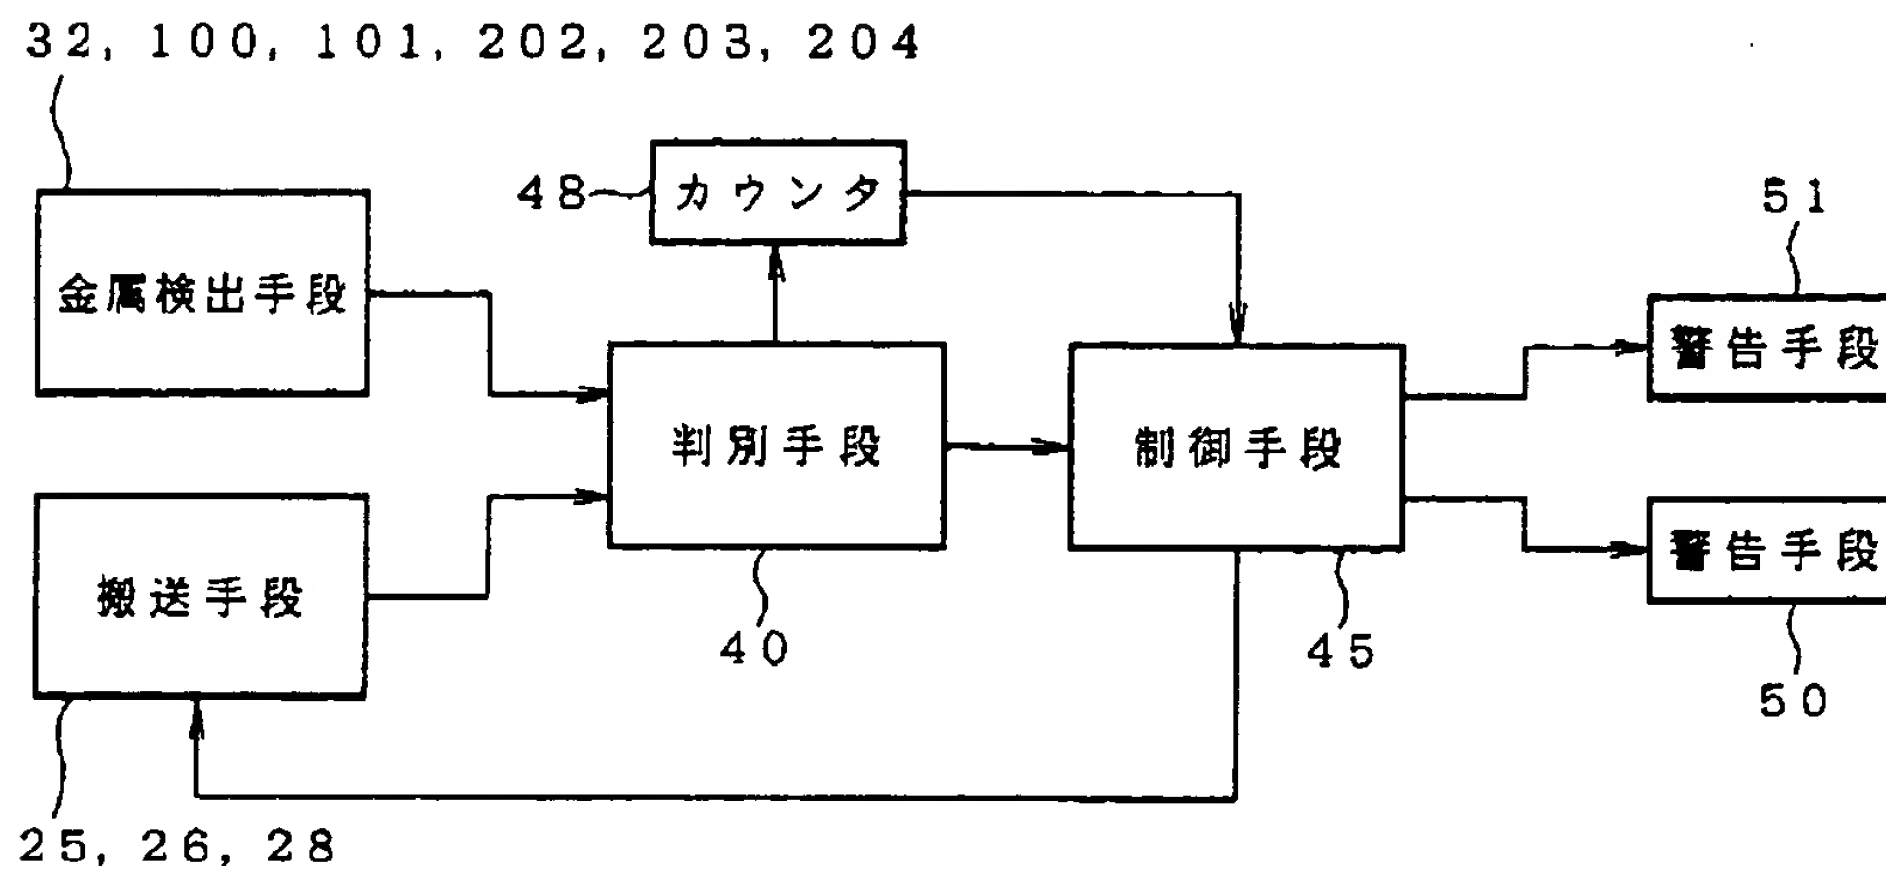 32, 100, 101, 202, 203, 204
48
カウンタ
51
金属検出手段
警告手段
判別手段
制御手段
警告手段
搬送手段
40
45
50
25, 26, 28